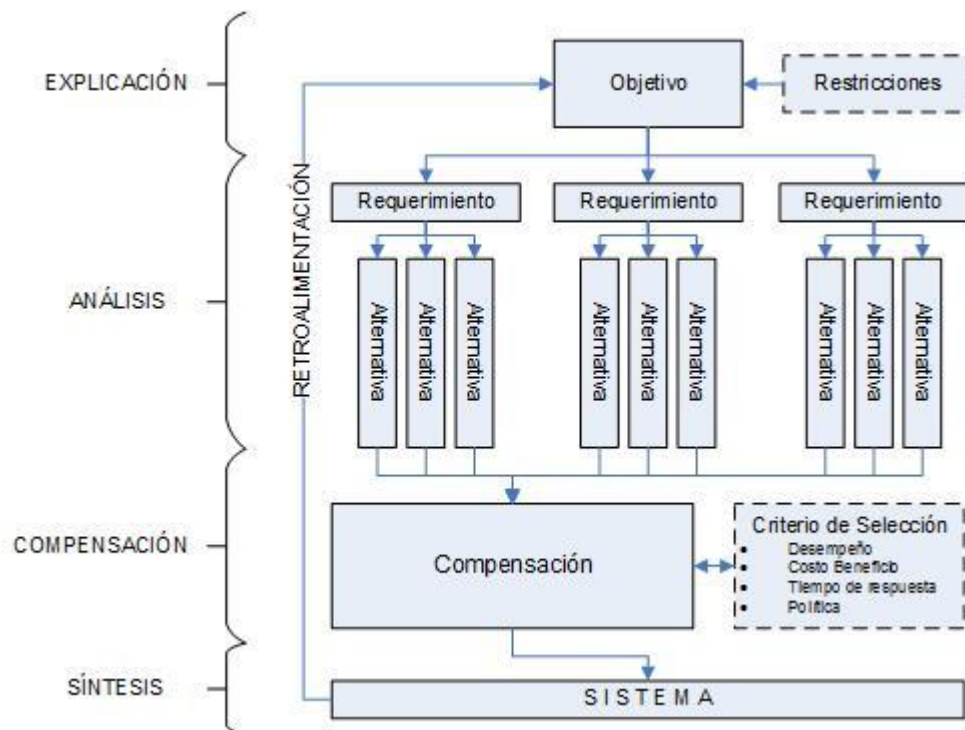 EXPLICACIÓN
Objetivo
Restricciones
RETROALIMENTACIÓN
ANÁLISIS
Requerimiento
Requerimiento
Requerimiento
Alternativa
Alternativa
Alternativa
Alternativa
Alternativa
Alternativa
Alternativa
Alternativa
Alternativa
COMPENSACIÓN
Compensación
Criterio de Selección
• Desempeño
• Costo Beneficio
• Tiempo de respuesta
• Política
SÍNTESIS
SISTEMA